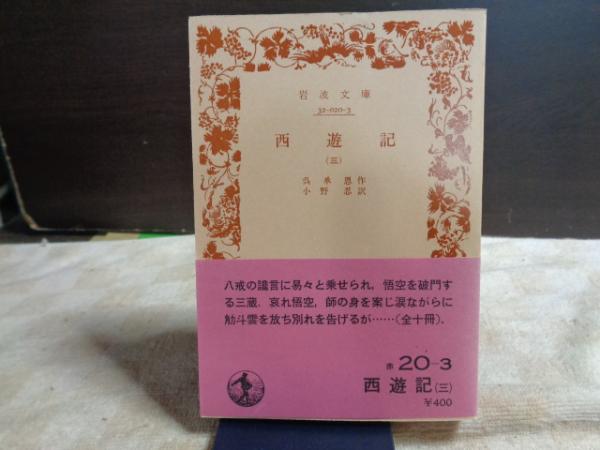 岩波文庫
32-020-3
西遊記
(三)
呉承恩作
小野忍訳
八戒の讒言に易々と乗せられ，悟空を破門す
る三蔵．哀れ悟空，師の身を案じ涙ながらに
觔斗雲を放ち別れを告げるが……(全十冊)．
赤 20-3
西遊記(三)
¥400